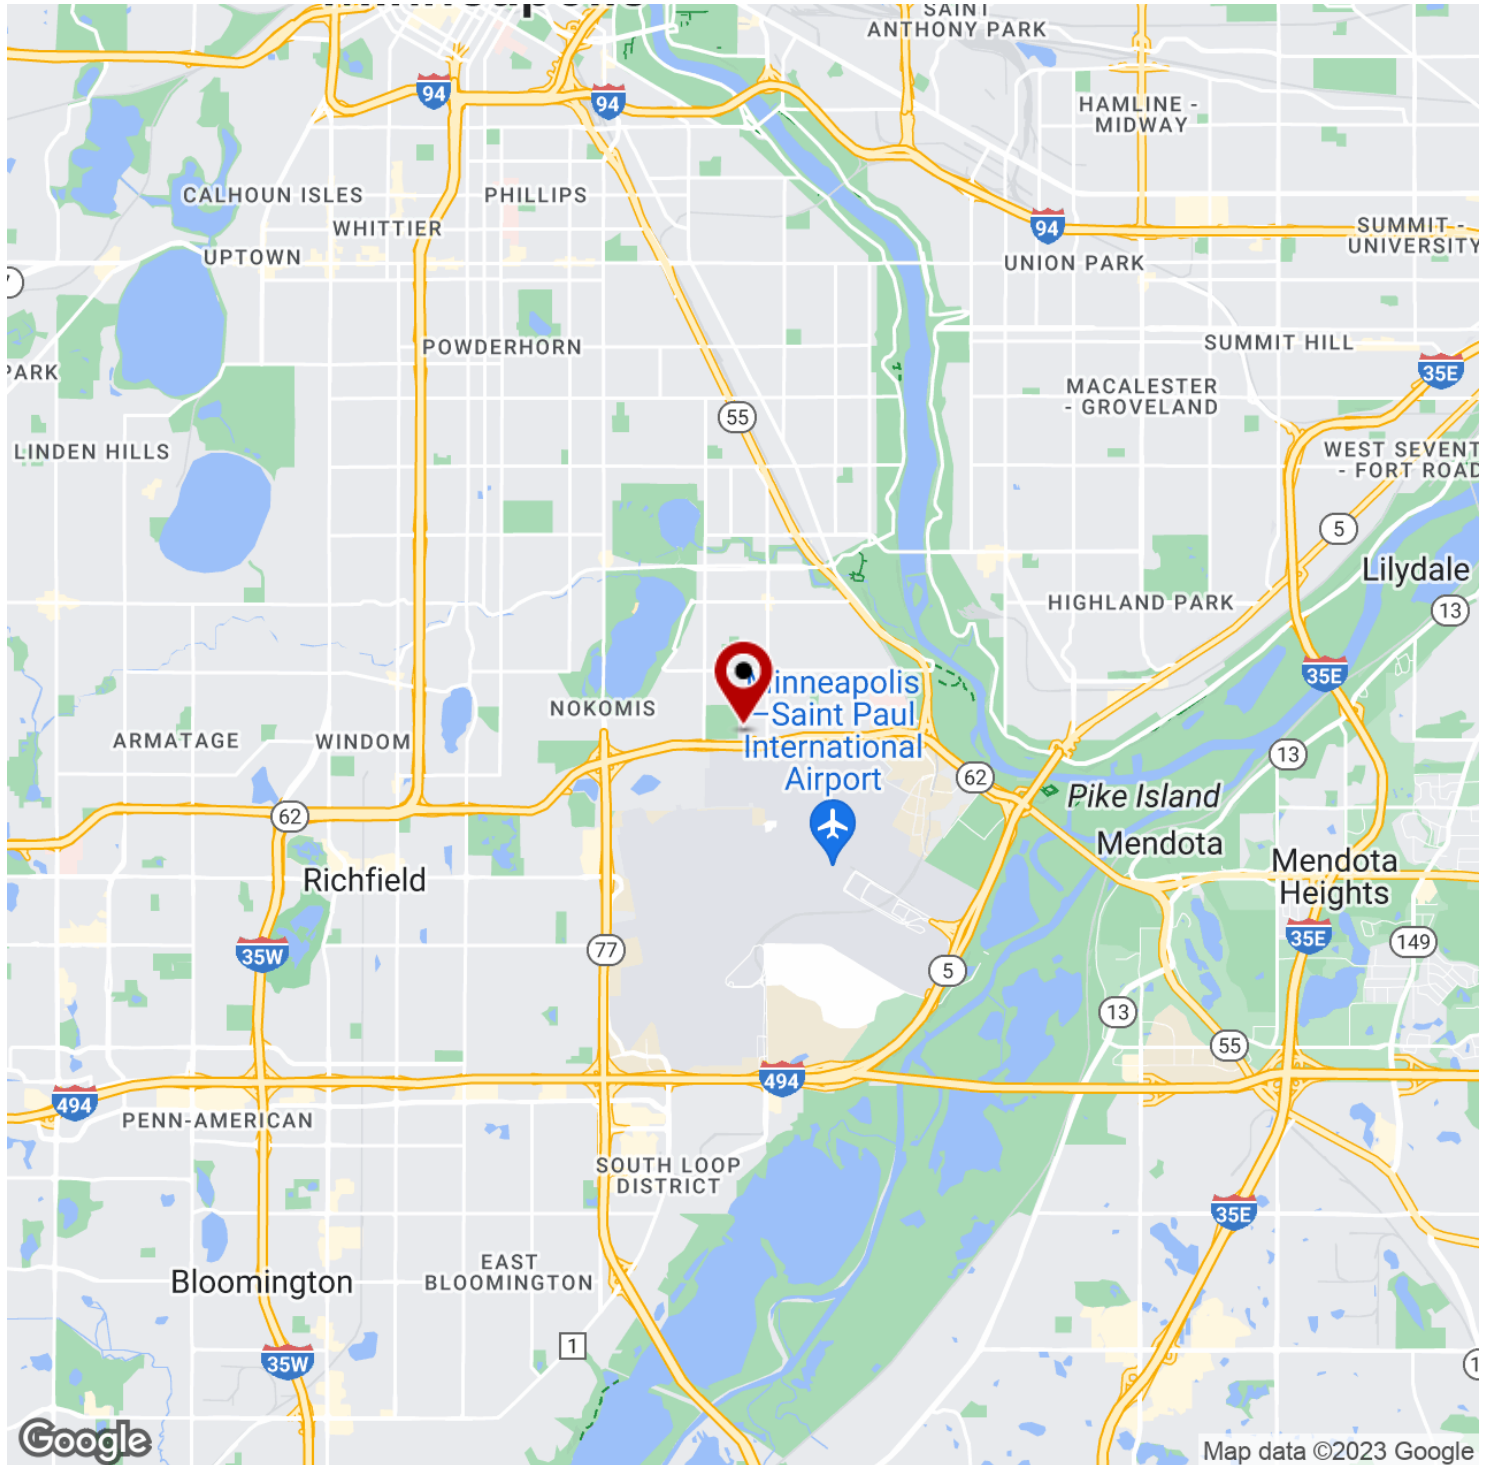 SAINT
ANTHONY PARK
94
94
HAMLINE -
MIDWAY
CALHOUN ISLES
PHILLIPS
WHITTIER
94
SUMMIT -
UNIVERSITY
UPTOWN
UNION PARK
POWDERHORN
SUMMIT HILL
PARK
35E
MACALESTER
- GROVELAND
55
LINDEN HILLS
WEST SEVENT
- FORT ROAD
5
Lilydale
HIGHLAND PARK
13
35E
Minneapolis
–Saint Paul
International
Airport
NOKOMIS
ARMATAGE
WINDOM
13
62
Pike Island
62
Mendota
Mendota
Heights
Richfield
35E
149
35W
77
5
13
55
494
494
PENN-AMERICAN
SOUTH LOOP
DISTRICT
35E
EAST
BLOOMINGTON
Bloomington
1
35W
Google
Map data ©2023 Google